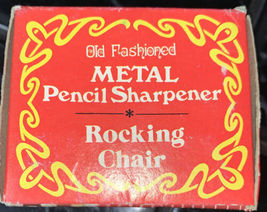 Old Fashioned
METAL
Pencil Sharpener
*
Rocking
Chair